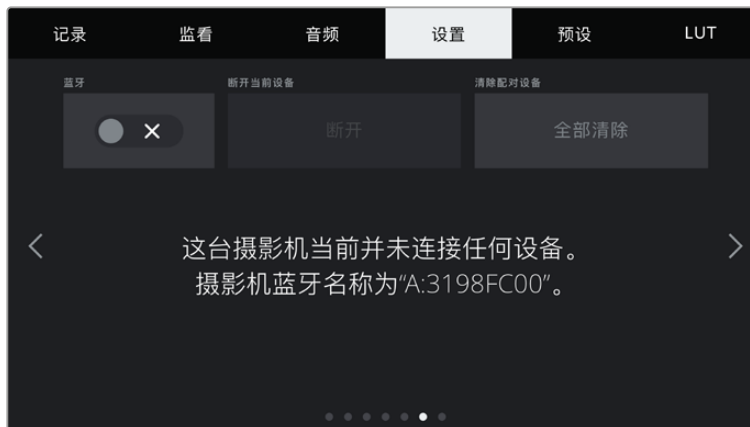 记录 监看 音频 设置 预设 LUT
蓝牙 断开当前设备 清除配对设备
断开 全部清除
这台摄影机当前并未连接任何设备。
摄影机蓝牙名称为“A:3198FC00”。